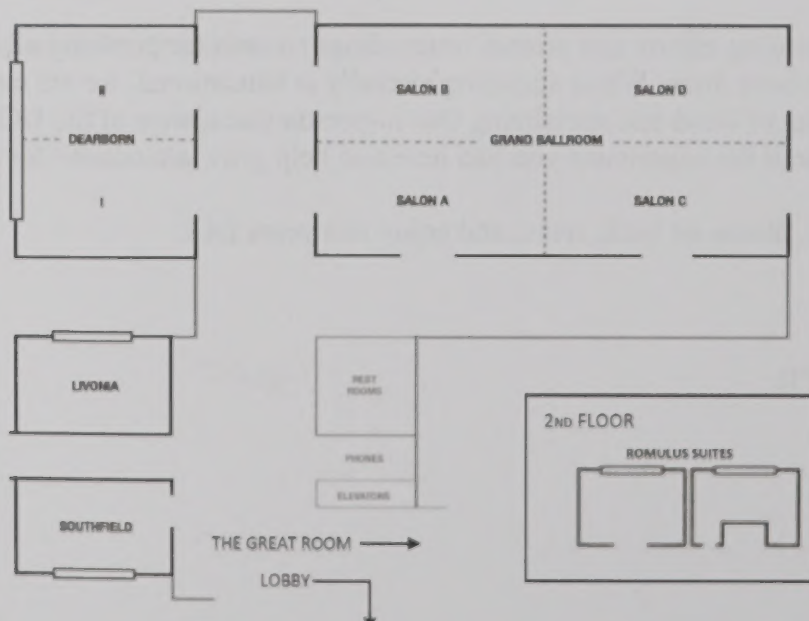 II
SALON B
SALON D
DEARBORN
GRAND BALLROOM
I
SALON A
SALON C
LIVONIA
REST
ROOMS
2ND FLOOR
ROMULUS SUITES
PHONES
ELEVATORS
SOUTHFIELD
THE GREAT ROOM
LOBBY